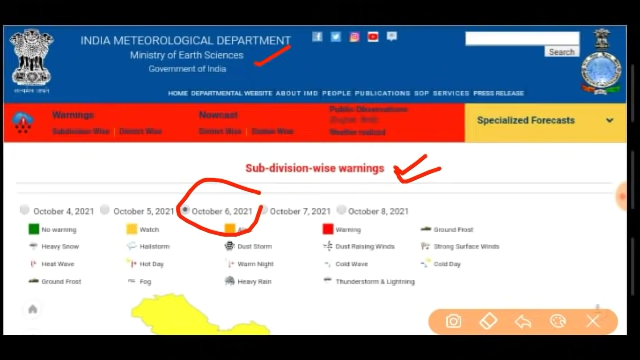 INDIA METEOROLOGICAL DEPARTMENT
Ministry of Earth Sciences
Government of India
Search
HOME DEPARTMENTAL WEBSITE ABOUT IMD PEOPLE PUBLICATIONS SOP SERVICES PRESS RELEASE
Warnings
Subdivision Wise | District Wise
Nowcast
District Wise | Station Wise
Public Observations
Weather realized
Specialized Forecasts
Sub-division-wise warnings
October 4, 2021 October 5, 2021 October 6, 2021 October 7, 2021 October 8, 2021
No warning Watch Warning Ground Frost
Heavy Snow Hailstorm Dust Storm Dust Raising Winds Strong Surface Winds
Heat Wave Hot Day Warm Night Cold Wave Cold Day
Ground Frost Fog Heavy Rain Thunderstorm & Lightning